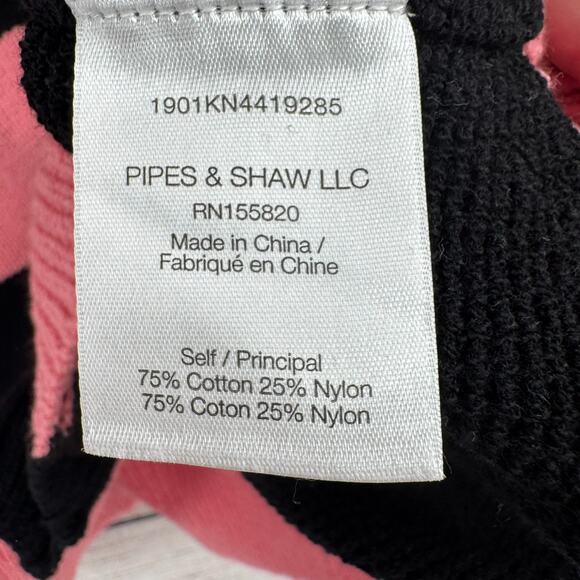 1901KN4419285
PIPES & SHAW LLC
RN155820
Made in China /
Fabriqué en Chine
Self / Principal
75% Cotton 25% Nylon
75% Coton 25% Nylon